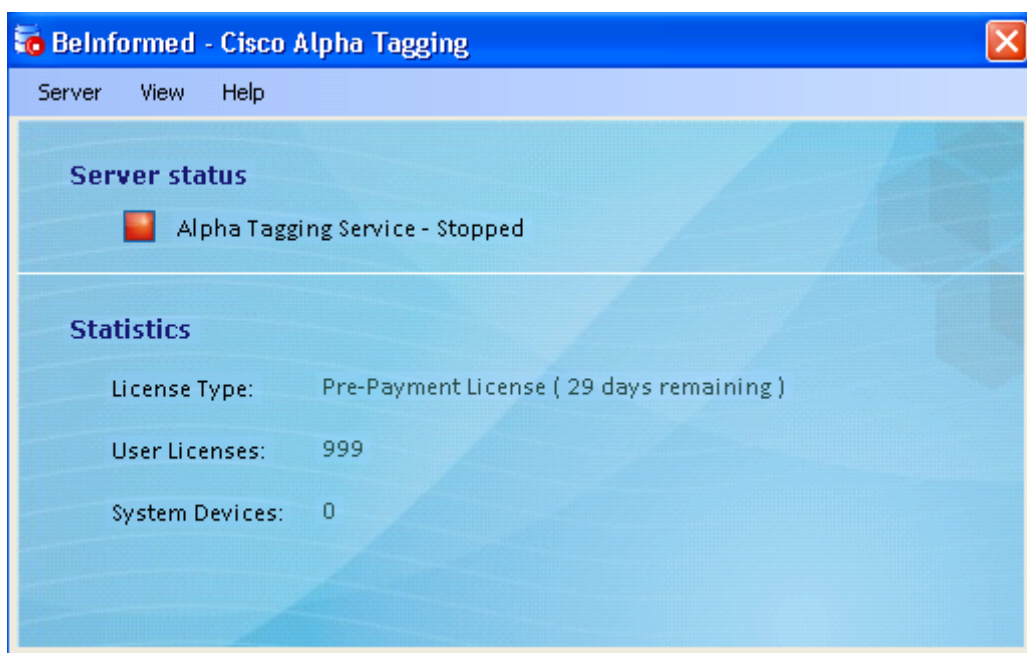 BeInformed - Cisco Alpha Tagging
Server View Help
Server status
Alpha Tagging Service - Stopped
Statistics
License Type: Pre-Payment License ( 29 days remaining )
User Licenses: 999
System Devices: 0